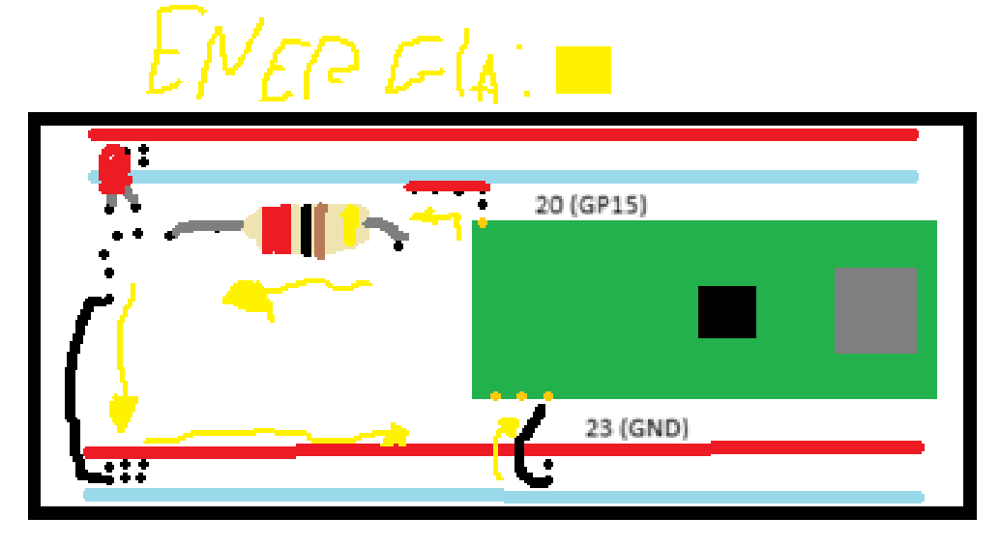 ENERGIA:
20 (GP15)
23 (GND)